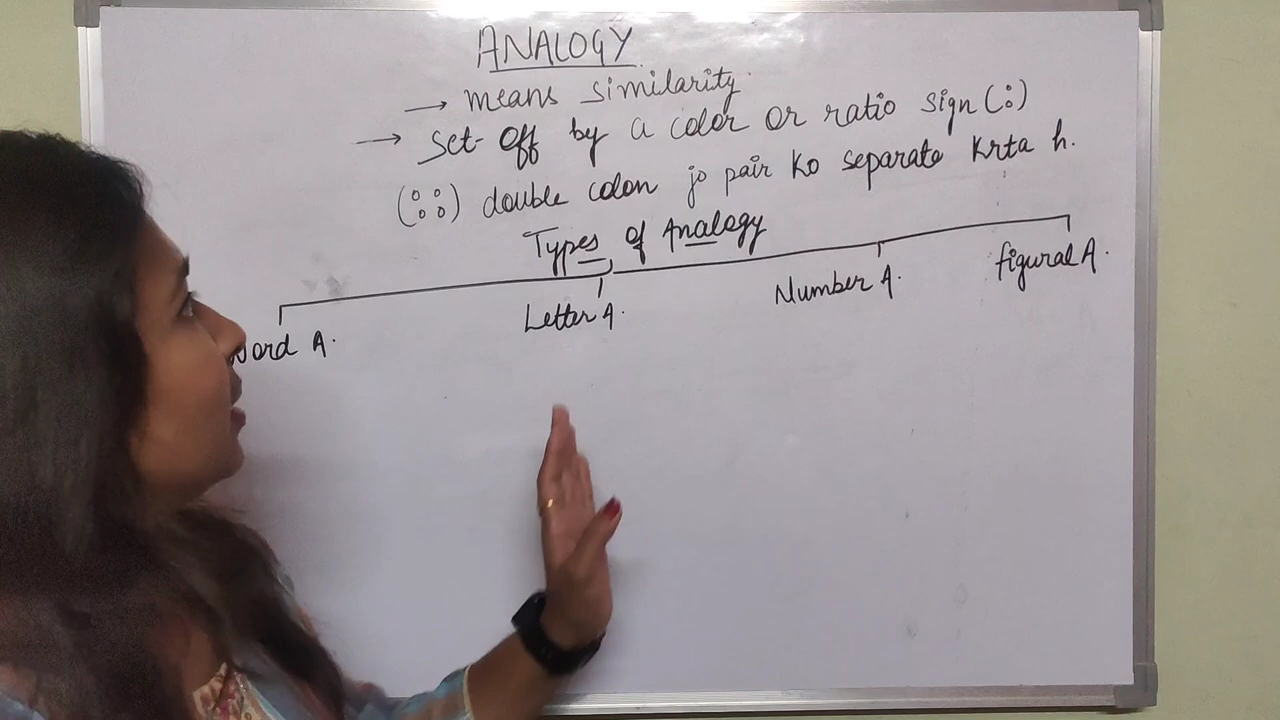 ANALOGY
→ means similarity.
→ set-off by a color or ratio sign (:)
(::) double colon jo pair ko separate krta h.
Types of Analogy
Word A. Letter A. Number A. figural A.